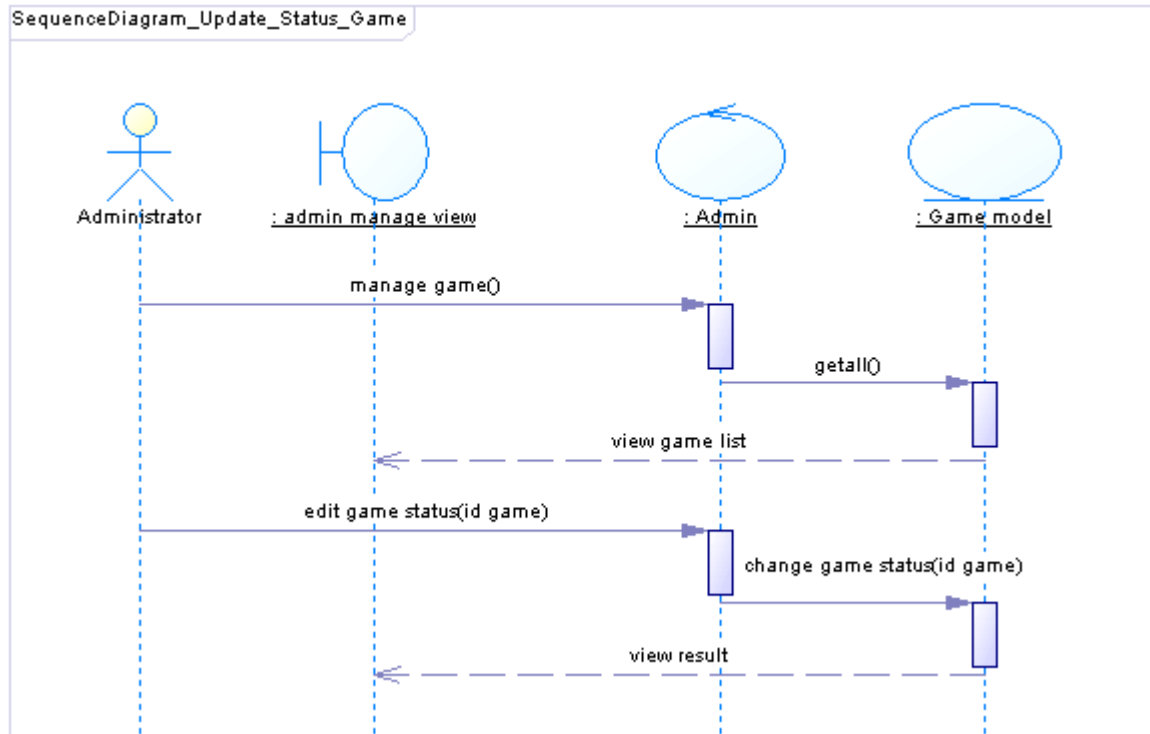 SequenceDiagram_Update_Status_Game
Administrator
: admin manage view
: Admin
: Game model
manage game()
getall()
view game list
edit game status(id game)
change game status(id game)
view result